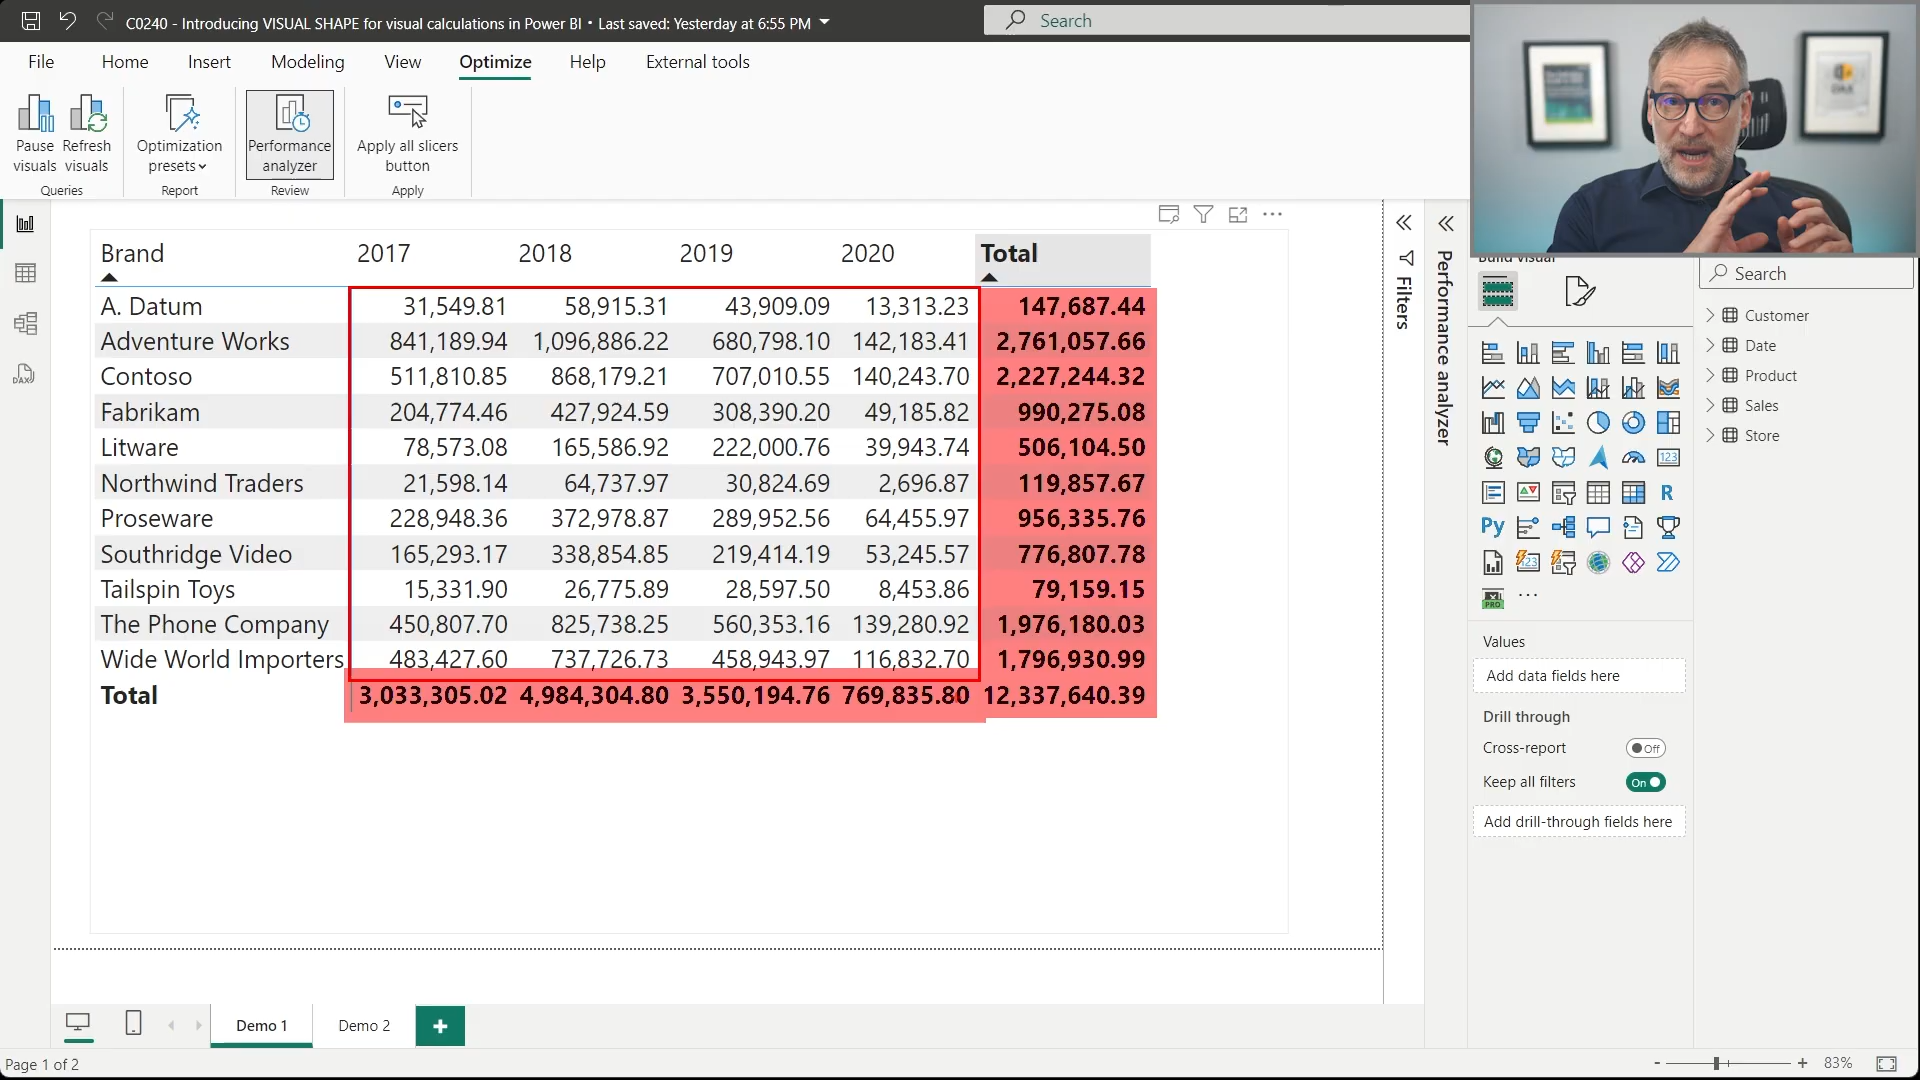 C0240 - Introducing VISUAL SHAPE for visual calculations in Power BI • Last saved: Yesterday at 6:55 PM
Search
File Home Insert Modeling View Optimize Help External tools
Pause visuals
Refresh visuals
Optimization presets
Performance analyzer
Apply all slicers button
Queries Report Review Apply
Brand 2017 2018 2019 2020 Total
A. Datum 31,549.81 58,915.31 43,909.09 13,313.23 147,687.44
Adventure Works 841,189.94 1,096,886.22 680,798.10 142,183.41 2,761,057.66
Contoso 511,810.85 868,179.21 707,010.55 140,243.70 2,227,244.32
Fabrikam 204,774.46 427,924.59 308,390.20 49,185.82 990,275.08
Litware 78,573.08 165,586.92 222,000.76 39,943.74 506,104.50
Northwind Traders 21,598.14 64,737.97 30,824.69 2,696.87 119,857.67
Proseware 228,948.36 372,978.87 289,952.56 64,455.97 956,335.76
Southridge Video 165,293.17 338,854.85 219,414.19 53,245.57 776,807.78
Tailspin Toys 15,331.90 26,775.89 28,597.50 8,453.86 79,159.15
The Phone Company 450,807.70 825,738.25 560,353.16 139,280.92 1,976,180.03
Wide World Importers 483,427.60 737,726.73 458,943.97 116,832.70 1,796,930.99
Total 3,033,305.02 4,984,304.80 3,550,194.76 769,835.80 12,337,640.39
Filters
Performance analyzer
Build visual
123
R
Py
123
PRO
Values
Add data fields here
Drill through
Cross-report Off
Keep all filters On
Add drill-through fields here
Search
Customer
Date
Product
Sales
Store
DAX
Demo 1 Demo 2
Page 1 of 2
- + 83%